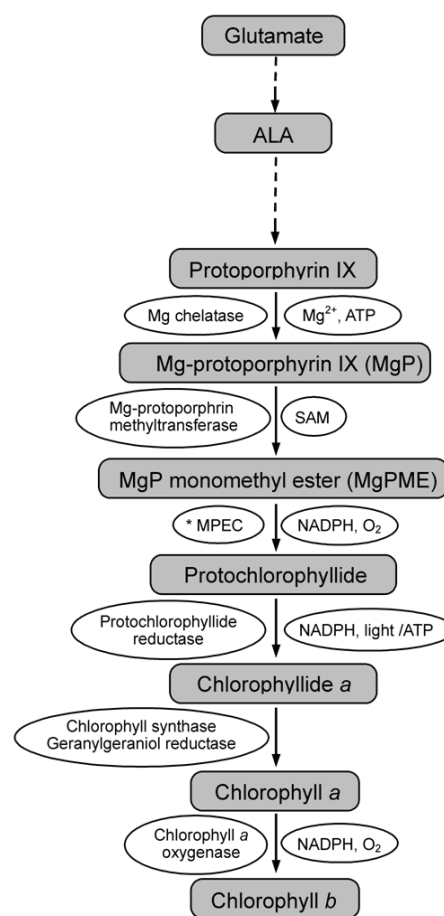 Glutamate
ALA
Protoporphyrin IX
Mg chelatase
Mg²⁺, ATP
Mg-protoporphyrin IX (MgP)
Mg-protoporphrin
methyltransferase
SAM
MgP monomethyl ester (MgPME)
* MPEC
NADPH, O₂
Protochlorophyllide
Protochlorophyllide
reductase
NADPH, light /ATP
Chlorophyllide a
Chlorophyll synthase
Geranylgeraniol reductase
Chlorophyll a
Chlorophyll a
oxygenase
NADPH, O₂
Chlorophyll b